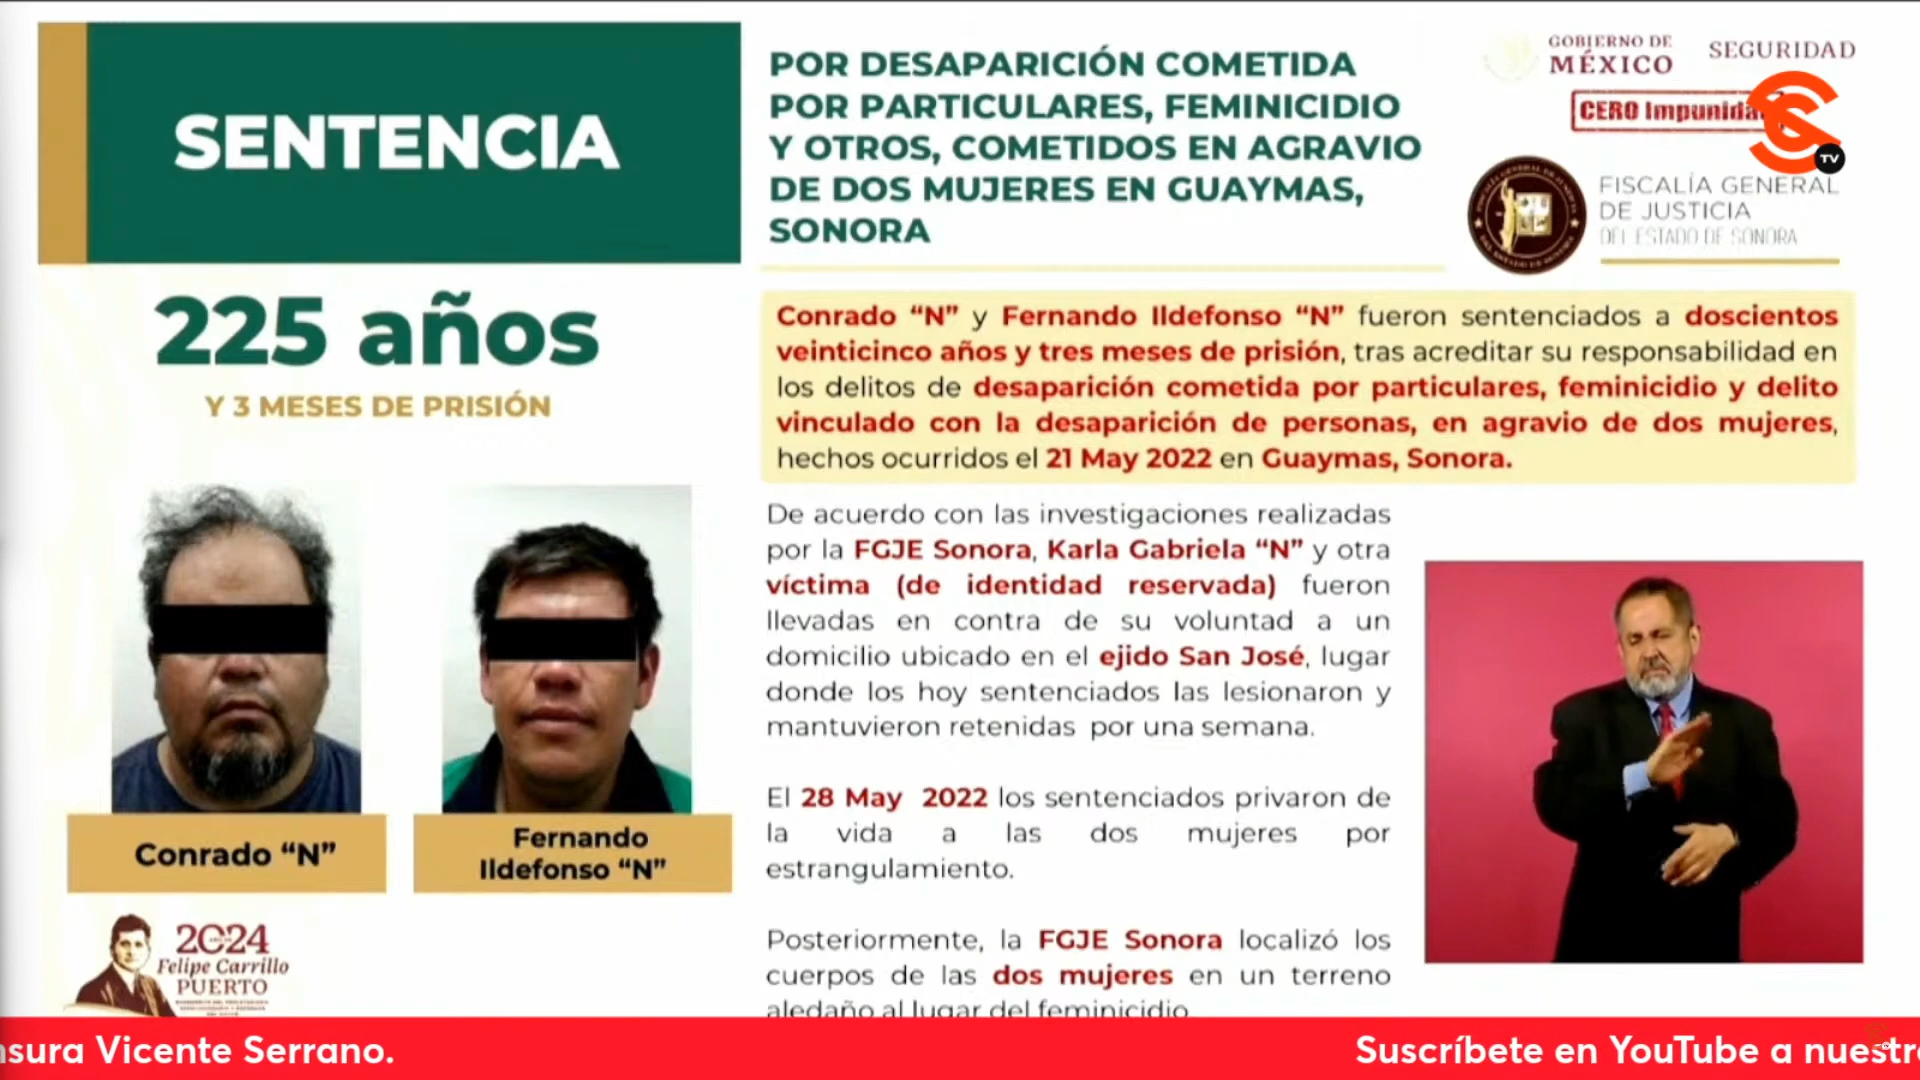 SENTENCIA
225 años
Y 3 MESES DE PRISIÓN
Conrado “N”
Fernando
Ildefonso “N”
2024
Felipe Carrillo
PUERTO
POR DESAPARICIÓN COMETIDA
POR PARTICULARES, FEMINICIDIO
Y OTROS, COMETIDOS EN AGRAVIO
DE DOS MUJERES EN GUAYMAS,
SONORA
GOBIERNO DE
MÉXICO
SEGURIDAD
CERO Impunida
TV
FISCALÍA GENERAL
DE JUSTICIA
DEL ESTADO DE SONORA
Conrado “N” y Fernando Ildefonso “N” fueron sentenciados a doscientos
veinticinco años y tres meses de prisión, tras acreditar su responsabilidad en
los delitos de desaparición cometida por particulares, feminicidio y delito
vinculado con la desaparición de personas, en agravio de dos mujeres,
hechos ocurridos el 21 May 2022 en Guaymas, Sonora.
De acuerdo con las investigaciones realizadas
por la FGJE Sonora, Karla Gabriela “N” y otra
víctima (de identidad reservada) fueron
llevadas en contra de su voluntad a un
domicilio ubicado en el ejido San José, lugar
donde los hoy sentenciados las lesionaron y
mantuvieron retenidas por una semana.
El 28 May 2022 los sentenciados privaron de
la vida a las dos mujeres por
estrangulamiento.
Posteriormente, la FGJE Sonora localizó los
cuerpos de las dos mujeres en un terreno
aledaño al lugar del feminicidio
nsura Vicente Serrano.
Suscríbete en YouTube a nuestr